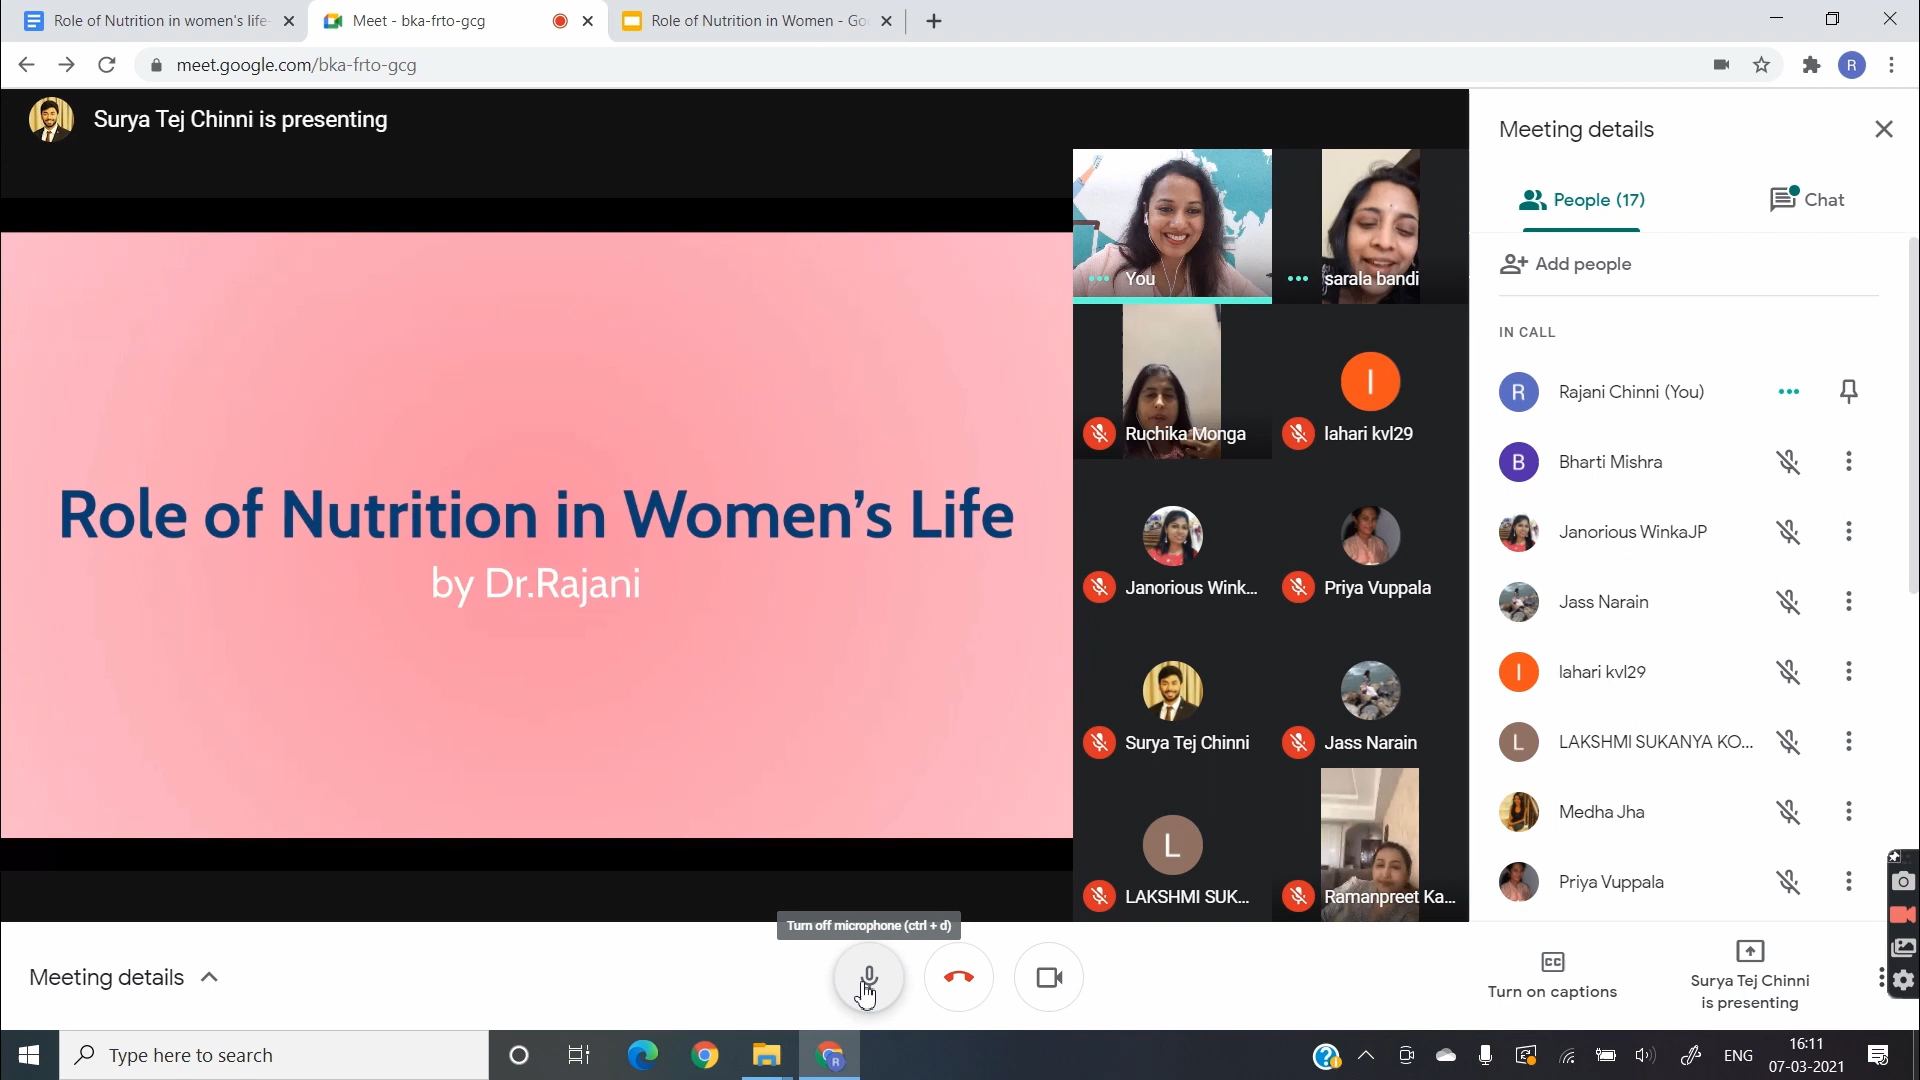 Role of Nutrition in women's life-
Meet - bka-frto-gcg
Role of Nutrition in Women - Goo
meet.google.com/bka-frto-gcg
R
Surya Tej Chinni is presenting
Role of Nutrition in Women’s Life
by Dr.Rajani
You
sarala bandi
Ruchika Monga
l
lahari kvl29
Janorious Wink...
Priya Vuppala
Surya Tej Chinni
Jass Narain
L
LAKSHMI SUK...
Ramanpreet Ka...
Meeting details
People (17)
Chat
Add people
IN CALL
R
Rajani Chinni (You)
B
Bharti Mishra
Janorious WinkaJP
Jass Narain
l
lahari kvl29
L
LAKSHMI SUKANYA KO...
Medha Jha
Priya Vuppala
Turn off microphone (ctrl + d)
Meeting details
CC
Turn on captions
Surya Tej Chinni
is presenting
Type here to search
R
ENG
16:11
07-03-2021